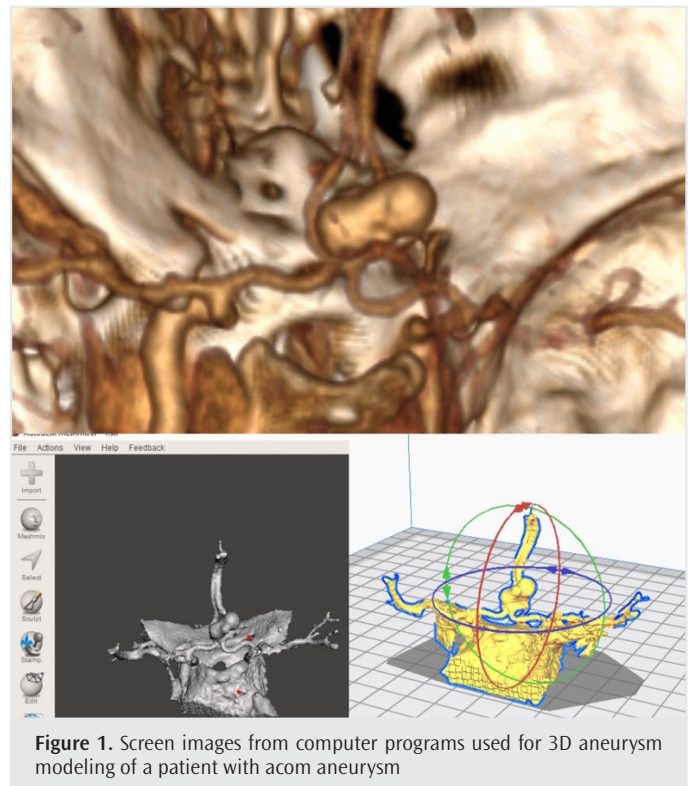 File Actions View Help Feedback
Import
Meshmix
Select
Sculpt
Stamp
Edit
Figure 1. Screen images from computer programs used for 3D aneurysm
modeling of a patient with acom aneurysm